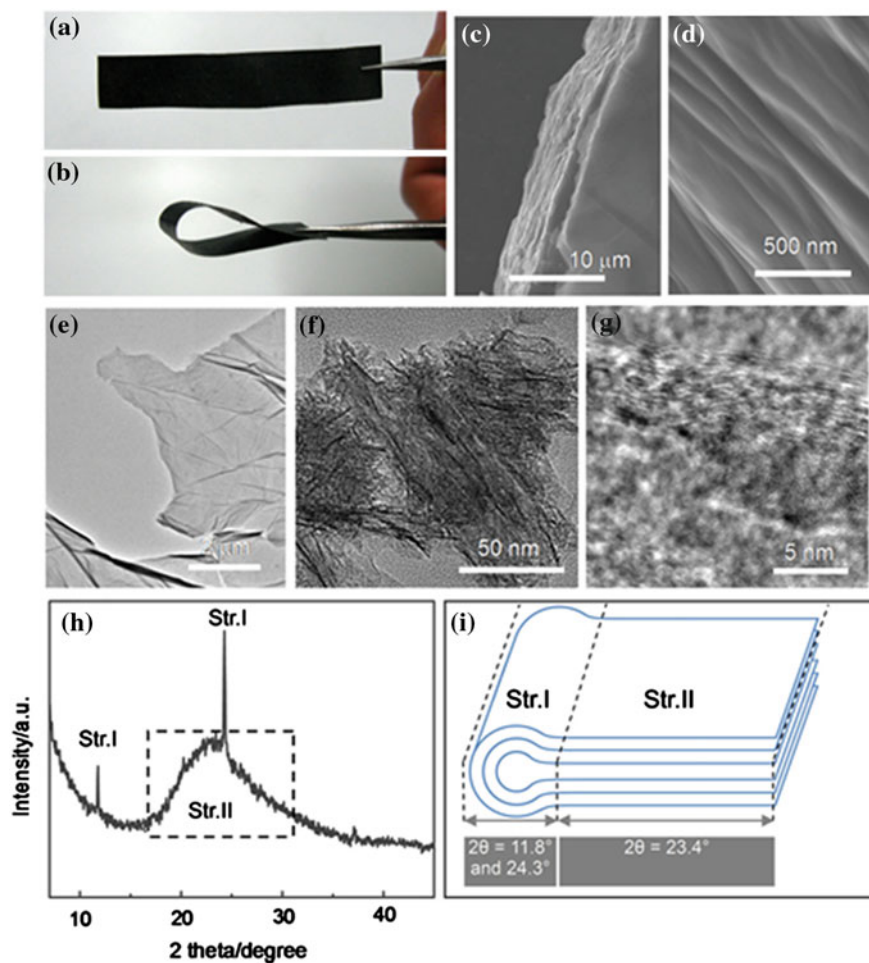 (a)
(b)
(c)
10 μm
(d)
500 nm
(e)
(f)
50 nm
(g)
5 nm
(h)
Str.I
Str.I
Str.II
Intensity/a.u.
10 20 30 40
2 theta/degree
(i)
Str.I Str.II
2θ = 11.8°
and 24.3°
2θ = 23.4°